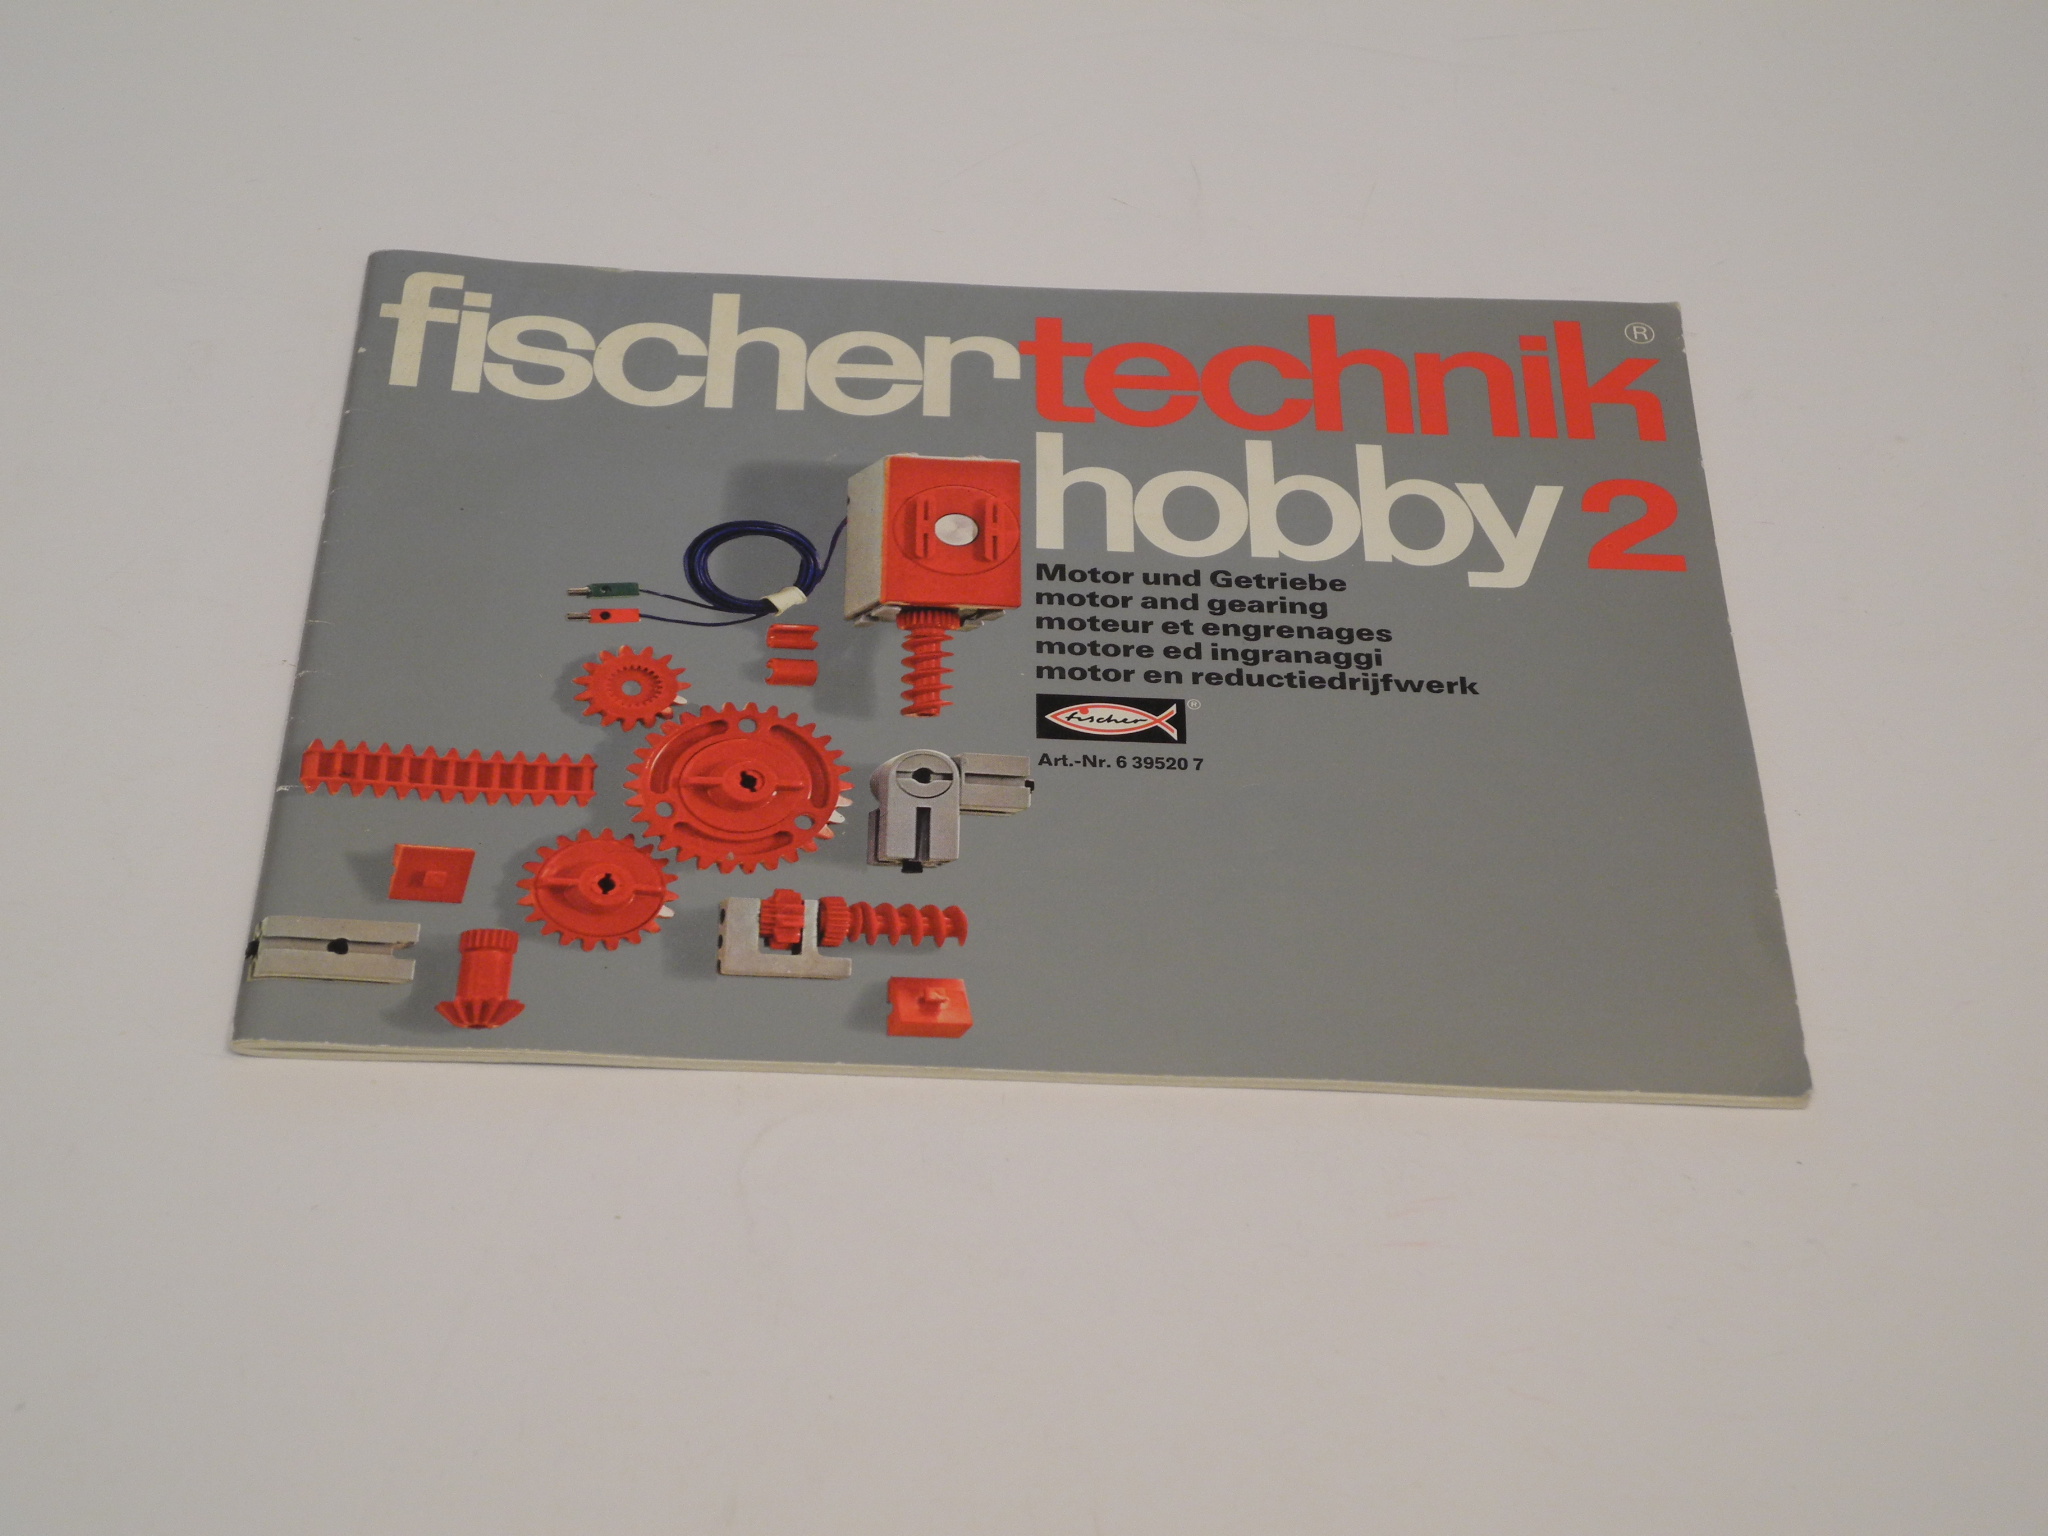 fischertechnik®
hobby 2
Motor und Getriebe
motor and gearing
moteur et engrenages
motore ed ingranaggi
motor en reductiedrijfwerk
fischer ®
Art.-Nr. 6 39520 7